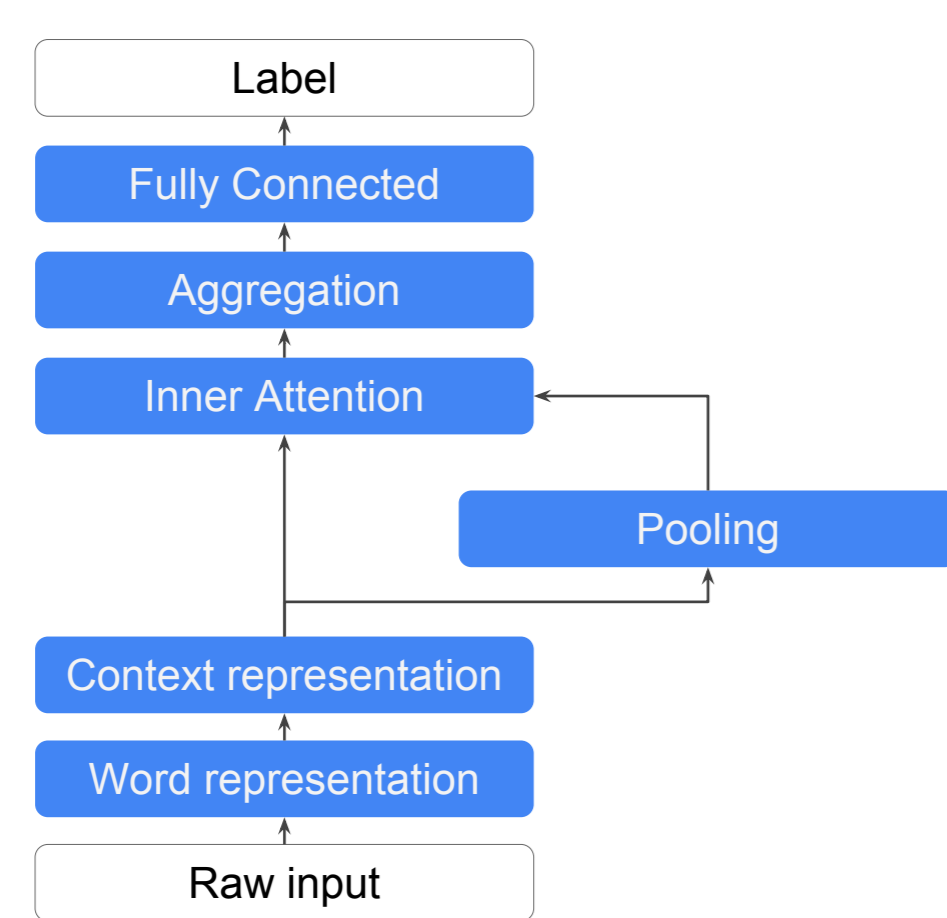 Label
Fully Connected
Aggregation
Inner Attention
Pooling
Context representation
Word representation
Raw input